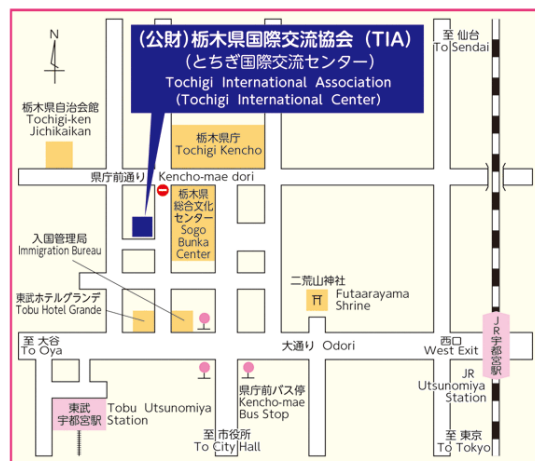 (公財)栃木県国際交流協会 (TIA)
(とちぎ国際交流センター)
Tochigi International Association
(Tochigi International Center)
至 仙台
To Sendai
N
栃木県自治会館
Tochigi-ken
Jichikaikan
栃木県庁
Tochigi Kencho
県庁前通り Kencho-mae dori
栃木県
総合文化
センター
Sogo
Bunka
Center
入国管理局
Immigration Bureau
東武ホテルグランデ
Tobu Hotel Grande
二荒山神社
Futaarayama
Shrine
至 大谷
To Oya
大通り Odori
西口
West Exit
JR宇都宮駅
JR
Utsunomiya
Station
東武
宇都宮駅
Tobu Utsunomiya
Station
県庁前バス停
Kencho-mae
Bus Stop
至 市役所
To City Hall
至 東京
To Tokyo